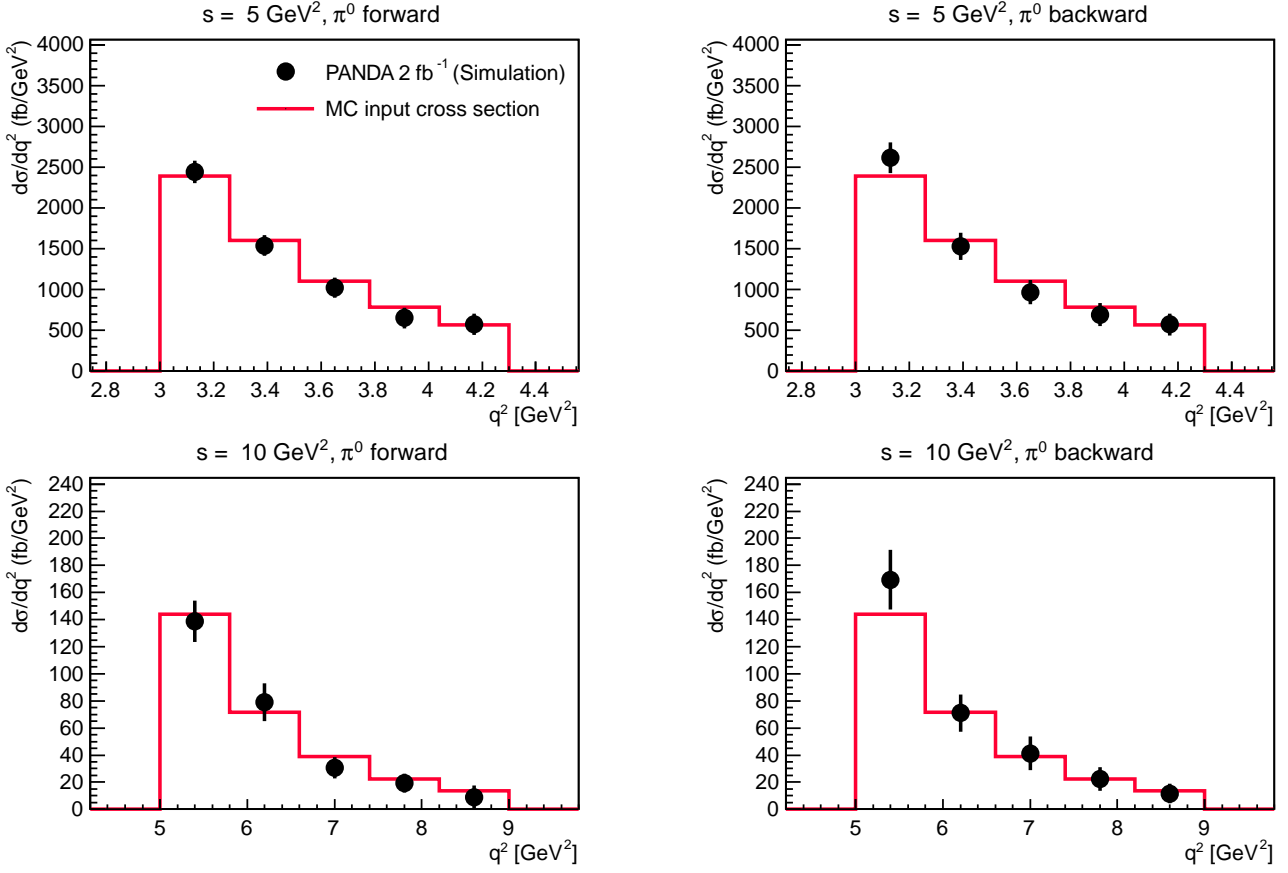 s = 5 GeV², π⁰ forward
dσ/dq² (fb/GeV²)
4000
3500
3000
2500
2000
1500
1000
500
0
PANDA 2 fb⁻¹ (Simulation)
MC input cross section
2.8 3 3.2 3.4 3.6 3.8 4 4.2 4.4
q² [GeV²]
s = 5 GeV², π⁰ backward
dσ/dq² (fb/GeV²)
4000
3500
3000
2500
2000
1500
1000
500
0
2.8 3 3.2 3.4 3.6 3.8 4 4.2 4.4
q² [GeV²]
s = 10 GeV², π⁰ forward
dσ/dq² (fb/GeV²)
240
220
200
180
160
140
120
100
80
60
40
20
0
5 6 7 8 9
q² [GeV²]
s = 10 GeV², π⁰ backward
dσ/dq² (fb/GeV²)
240
220
200
180
160
140
120
100
80
60
40
20
0
5 6 7 8 9
q² [GeV²]